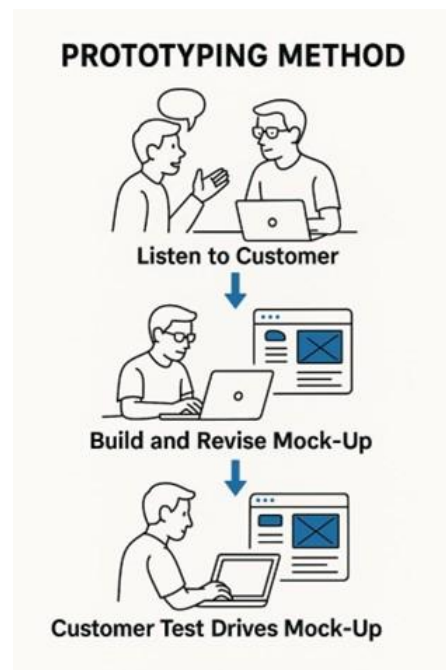 PROTOTYPING METHOD
Listen to Customer
Build and Revise Mock-Up
Customer Test Drives Mock-Up